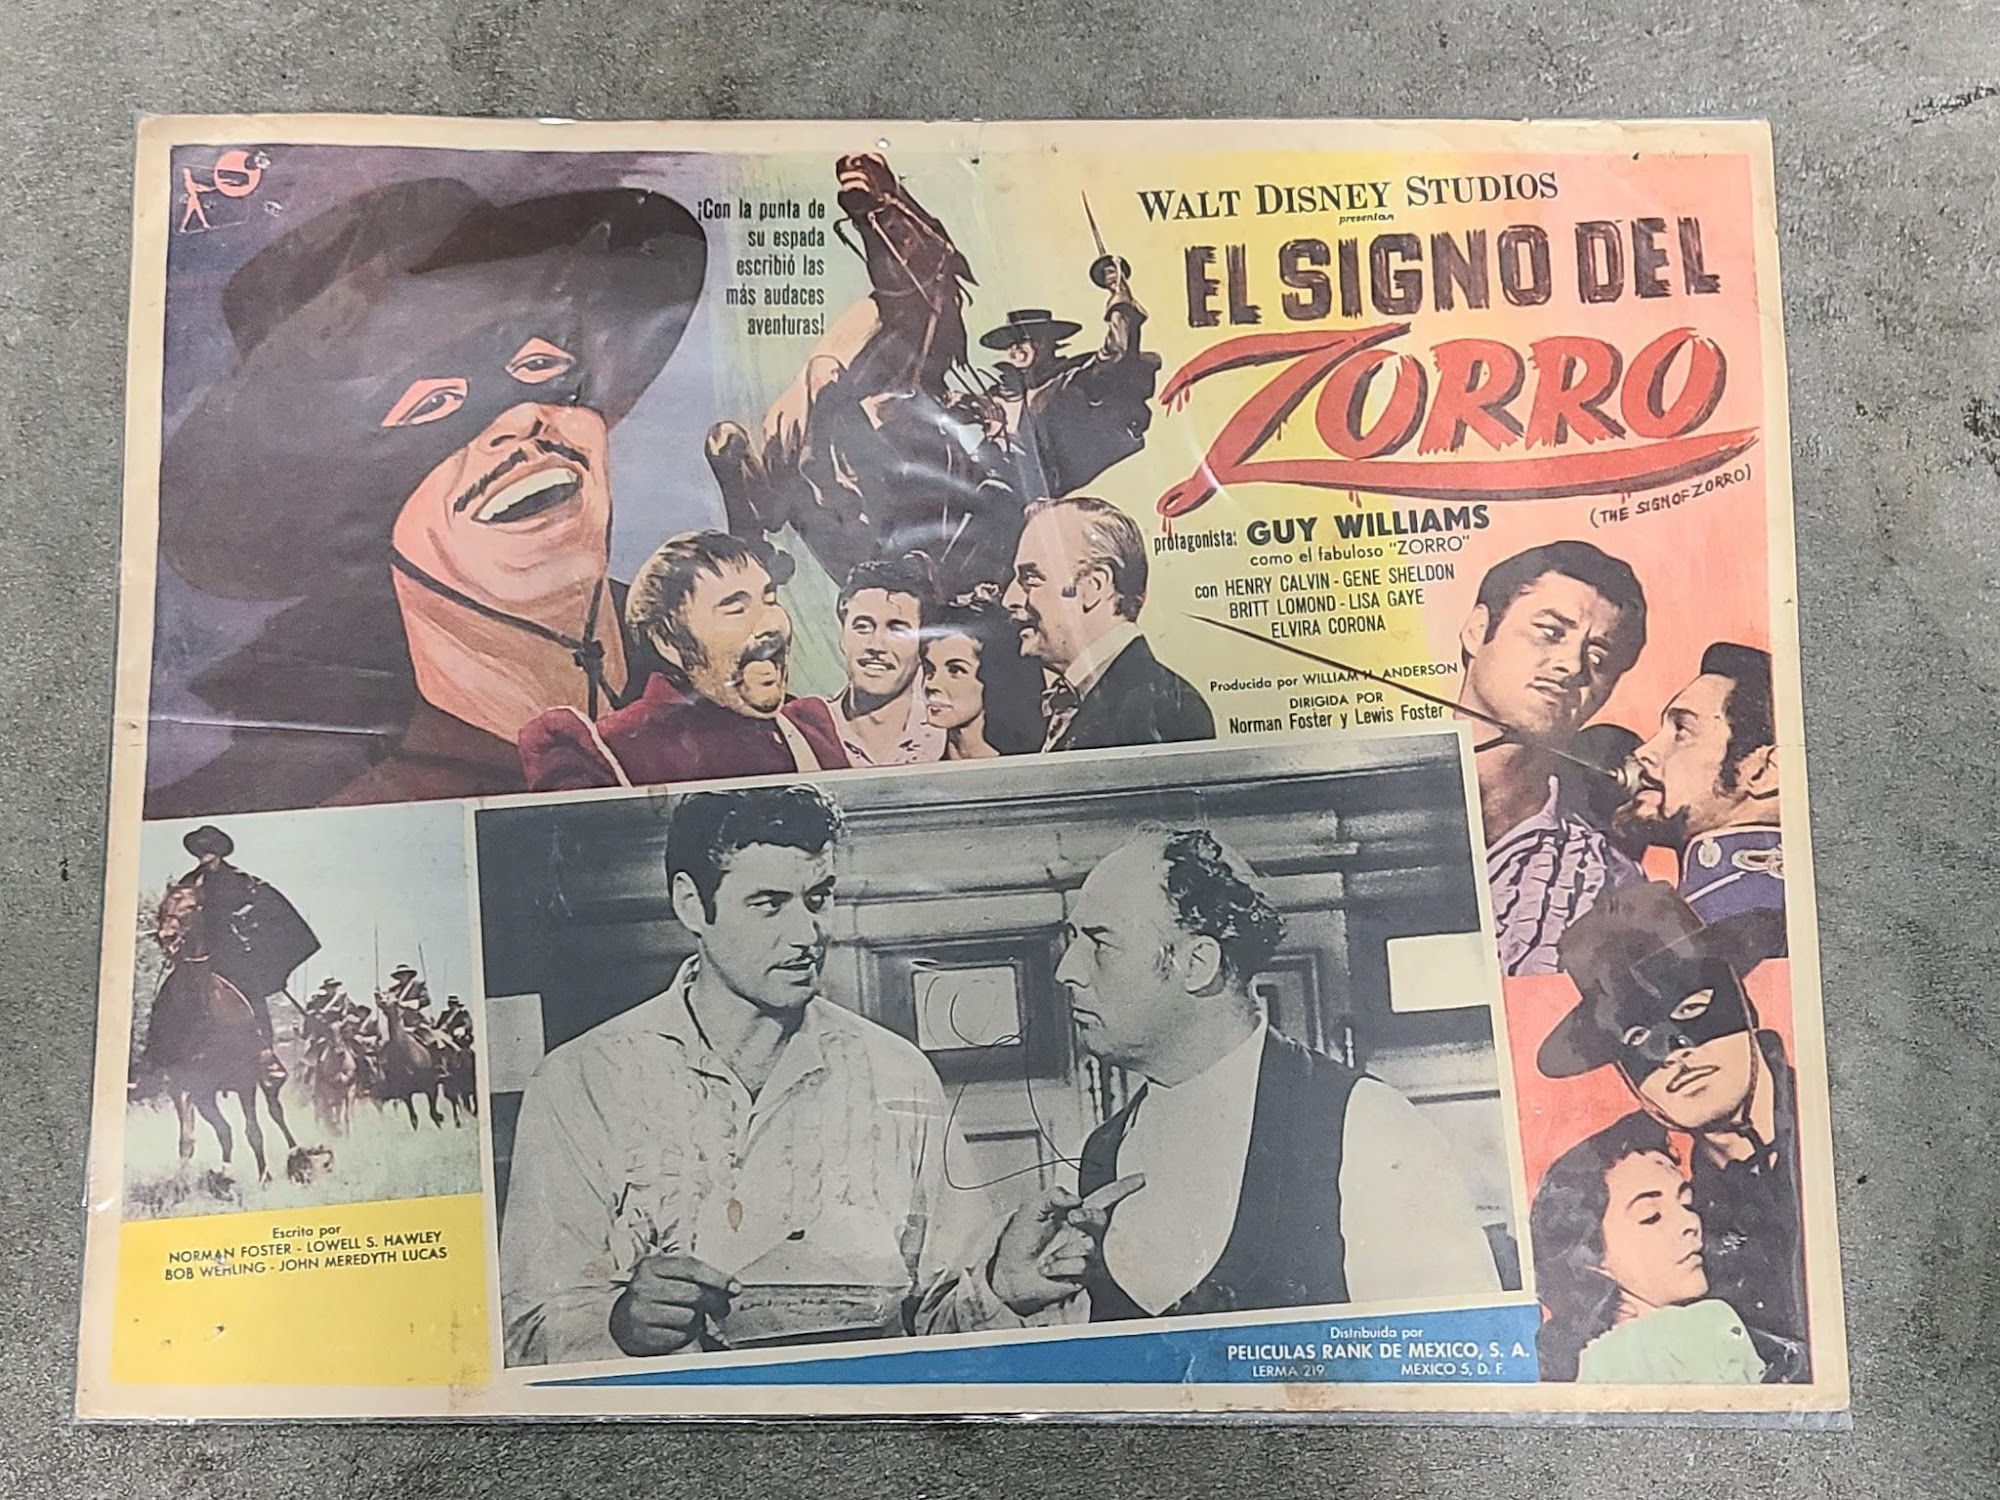 ¡Con la punta de
su espada
escribió las
más audaces
aventuras!
WALT DISNEY STUDIOS
presentan
EL SIGNO DEL
ZORRO
(THE SIGN OF ZORRO)
protagonista: GUY WILLIAMS
como el fabuloso "ZORRO"
con HENRY CALVIN - GENE SHELDON
BRITT LOMOND - LISA GAYE
ELVIRA CORONA
Producida por WILLIAM H. ANDERSON
DIRIGIDA POR
Norman Foster y Lewis Foster
Escrita por
NORMAN FOSTER - LOWELL S. HAWLEY
BOB WEHLING - JOHN MEREDYTH LUCAS
Distribuida por
PELICULAS RANK DE MEXICO, S. A.
LERMA 219 MEXICO 5, D. F.